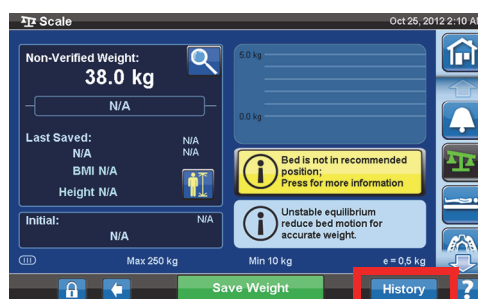 Scale
Oct 25, 2012 2:10 A
Non-Verified Weight:
38.0 kg
N/A
Last Saved: N/A
N/A N/A
BMI N/A
Height N/A
Initial: N/A
N/A
5.0 kg
0.0 kg
Bed is not in recommended
position;
Press for more information
Unstable equilibrium
reduce bed motion for
accurate weight.
Max 250 kg
Min 10 kg
e = 0,5 kg
Save Weight
History
?